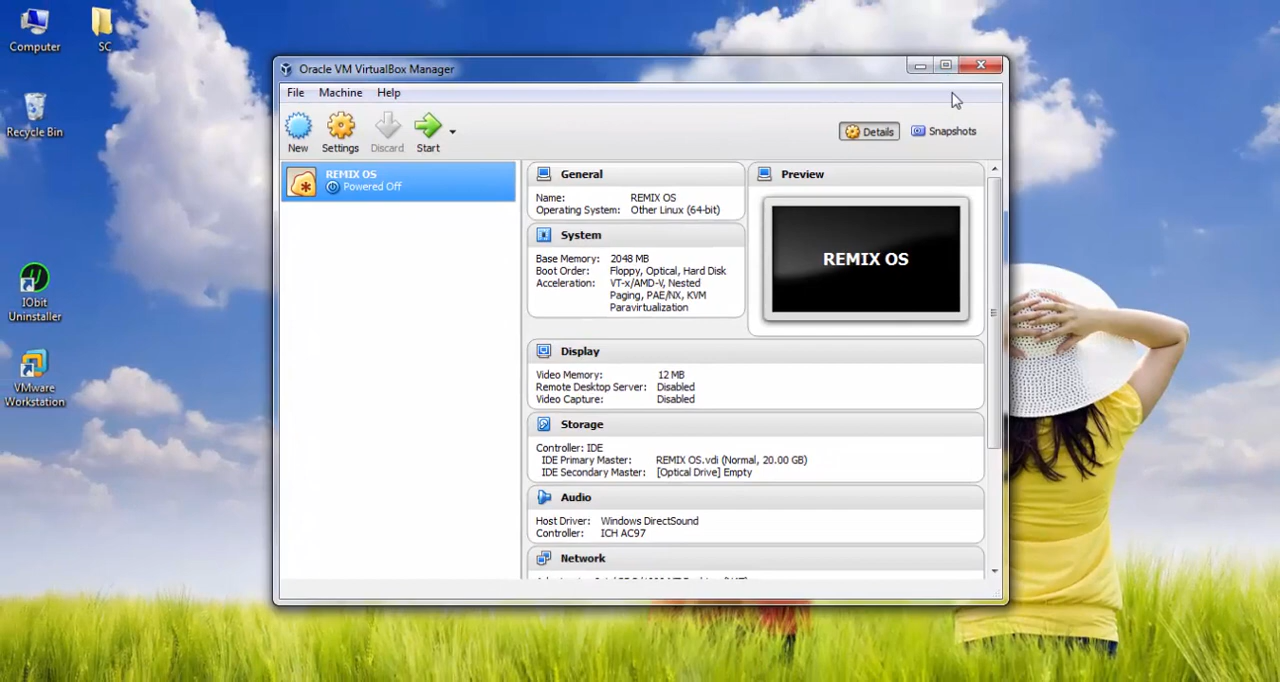 Computer
SC
Recycle Bin
IObit
Uninstaller
VMware
Workstation
Oracle VM VirtualBox Manager
File Machine Help
New Settings Discard Start
Details Snapshots
REMIX OS
Powered Off
General
Name: REMIX OS
Operating System: Other Linux (64-bit)
System
Base Memory: 2048 MB
Boot Order: Floppy, Optical, Hard Disk
Acceleration: VT-x/AMD-V, Nested
Paging, PAE/NX, KVM
Paravirtualization
Preview
REMIX OS
Display
Video Memory: 12 MB
Remote Desktop Server: Disabled
Video Capture: Disabled
Storage
Controller: IDE
IDE Primary Master: REMIX OS.vdi (Normal, 20.00 GB)
IDE Secondary Master: [Optical Drive] Empty
Audio
Host Driver: Windows DirectSound
Controller: ICH AC97
Network